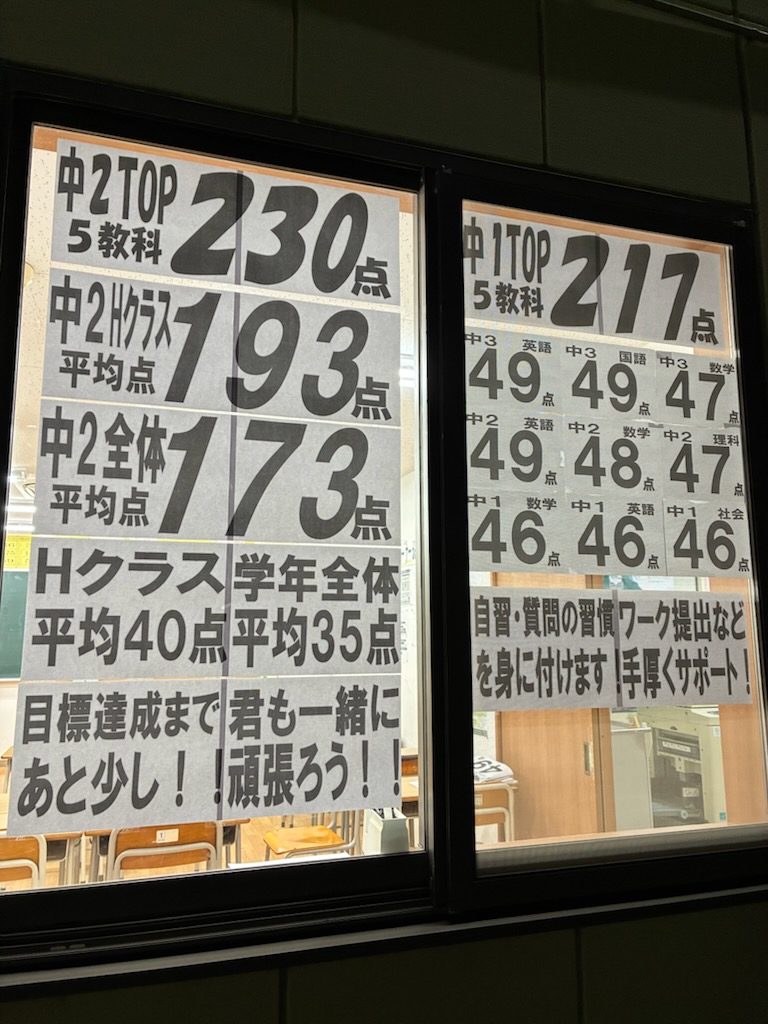 中2TOP
5教科
230点
中2Hクラス
平均点
193点
中2全体
平均点
173点
Hクラス
平均40点
学年全体
平均35点
目標達成まで
あと少し!!
君も一緒に
頑張ろう!!
中1TOP
5教科
217点
中3 英語 49点
中3 国語 49点
中3 数学 47点
中2 英語 49点
中2 数学 48点
中2 理科 47点
中1 数学 46点
中1 英語 46点
中1 社会 46点
自習・質問の習慣
を身に付けます!
ワーク提出など
手厚くサポート!
1